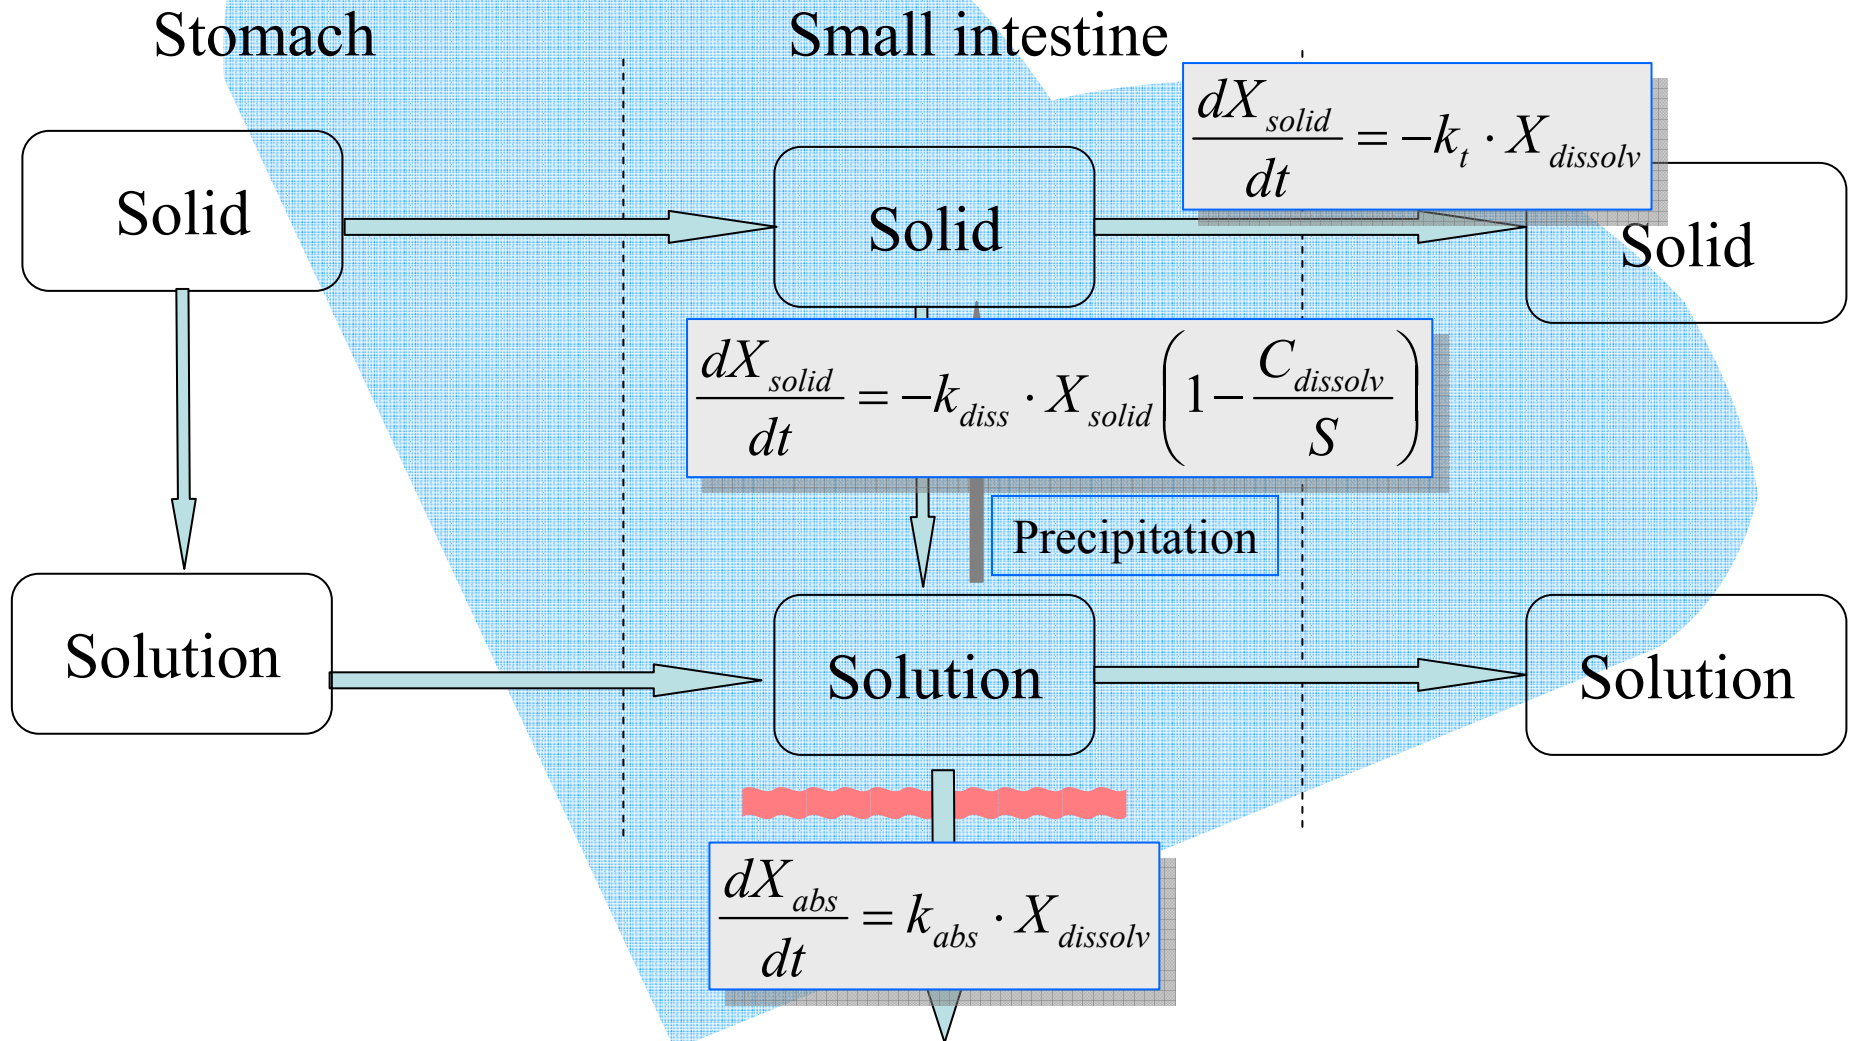 Stomach
Small intestine
dX_solid/dt = −k_t · X_dissolv
Solid
Solid
Solid
dX_solid/dt = −k_diss · X_solid (1 − C_dissolv/S)
Precipitation
Solution
Solution
Solution
dX_abs/dt = k_abs · X_dissolv